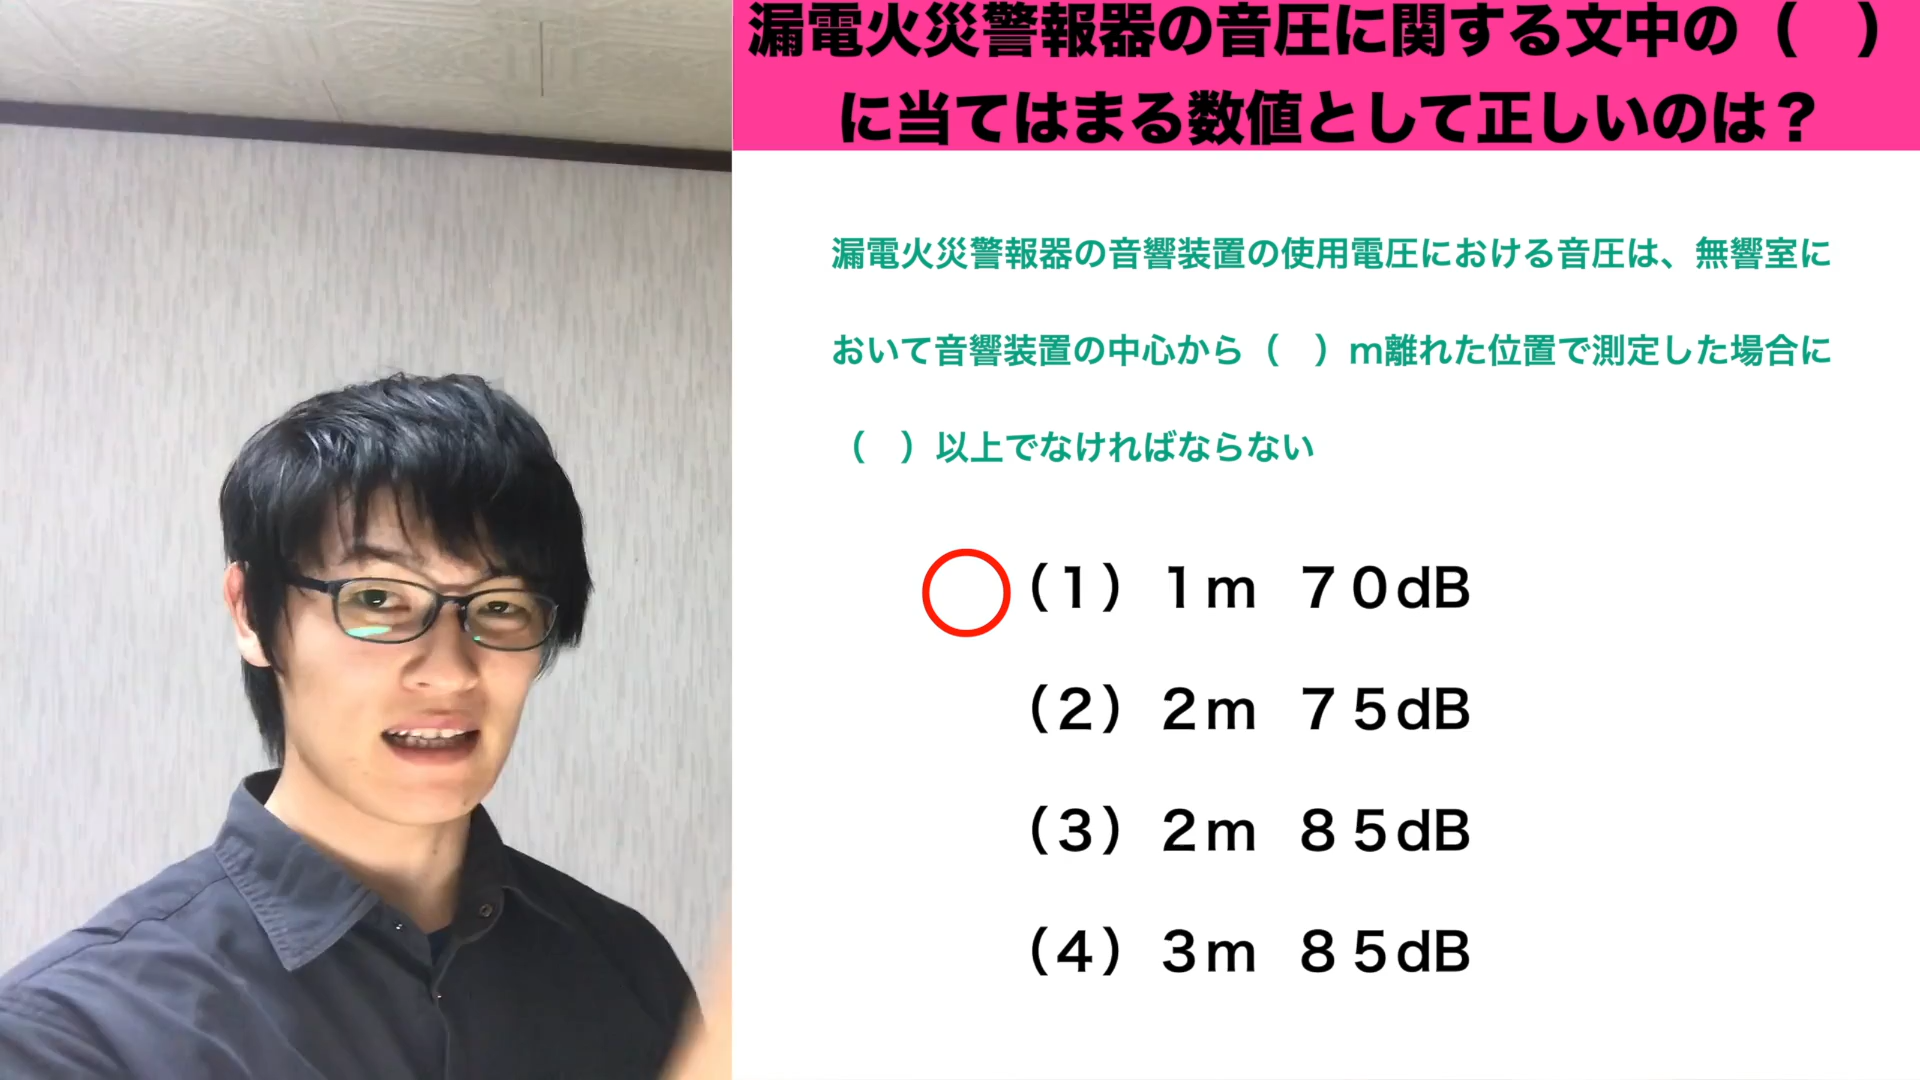 漏電火災警報器の音圧に関する文中の（　）
に当てはまる数値として正しいのは？
漏電火災警報器の音響装置の使用電圧における音圧は、無響室に
おいて音響装置の中心から（　）ｍ離れた位置で測定した場合に
（　）以上でなければならない
（１）１ｍ　７０dB
（２）２ｍ　７５dB
（３）２ｍ　８５dB
（４）３ｍ　８５dB